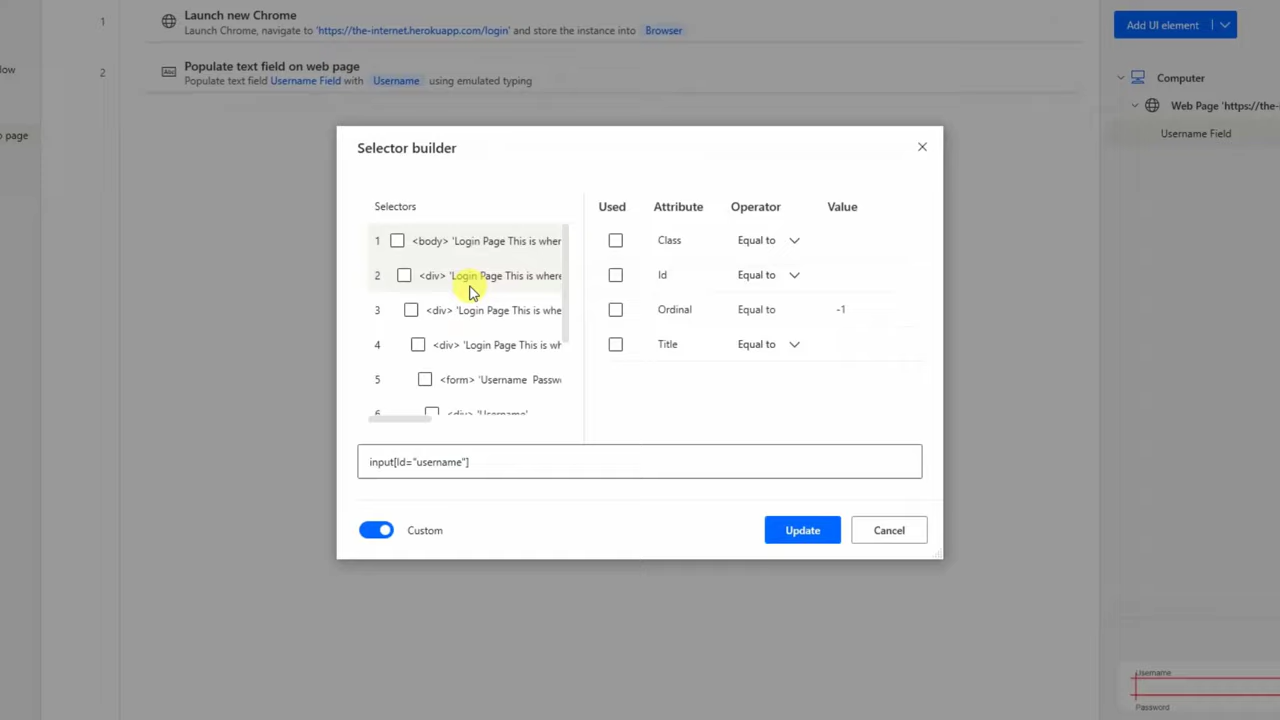 1
Launch new Chrome
Launch Chrome, navigate to 'https://the-internet.herokuapp.com/login' and store the instance into Browser
2
Populate text field on web page
Populate text field Username Field with Username using emulated typing
Add UI element
Computer
Web Page 'https://the-
Username Field
page
Selector builder
Selectors
Used Attribute Operator Value
1 <body> 'Login Page This is wher
Class Equal to
2 <div> 'Login Page This is where
Id Equal to
3 <div> 'Login Page This is whe
Ordinal Equal to -1
4 <div> 'Login Page This is wh
Title Equal to
5 <form> 'Username Passw
6 <div> 'Username'
input[Id="username"]
Custom
Update
Cancel
Username
Password